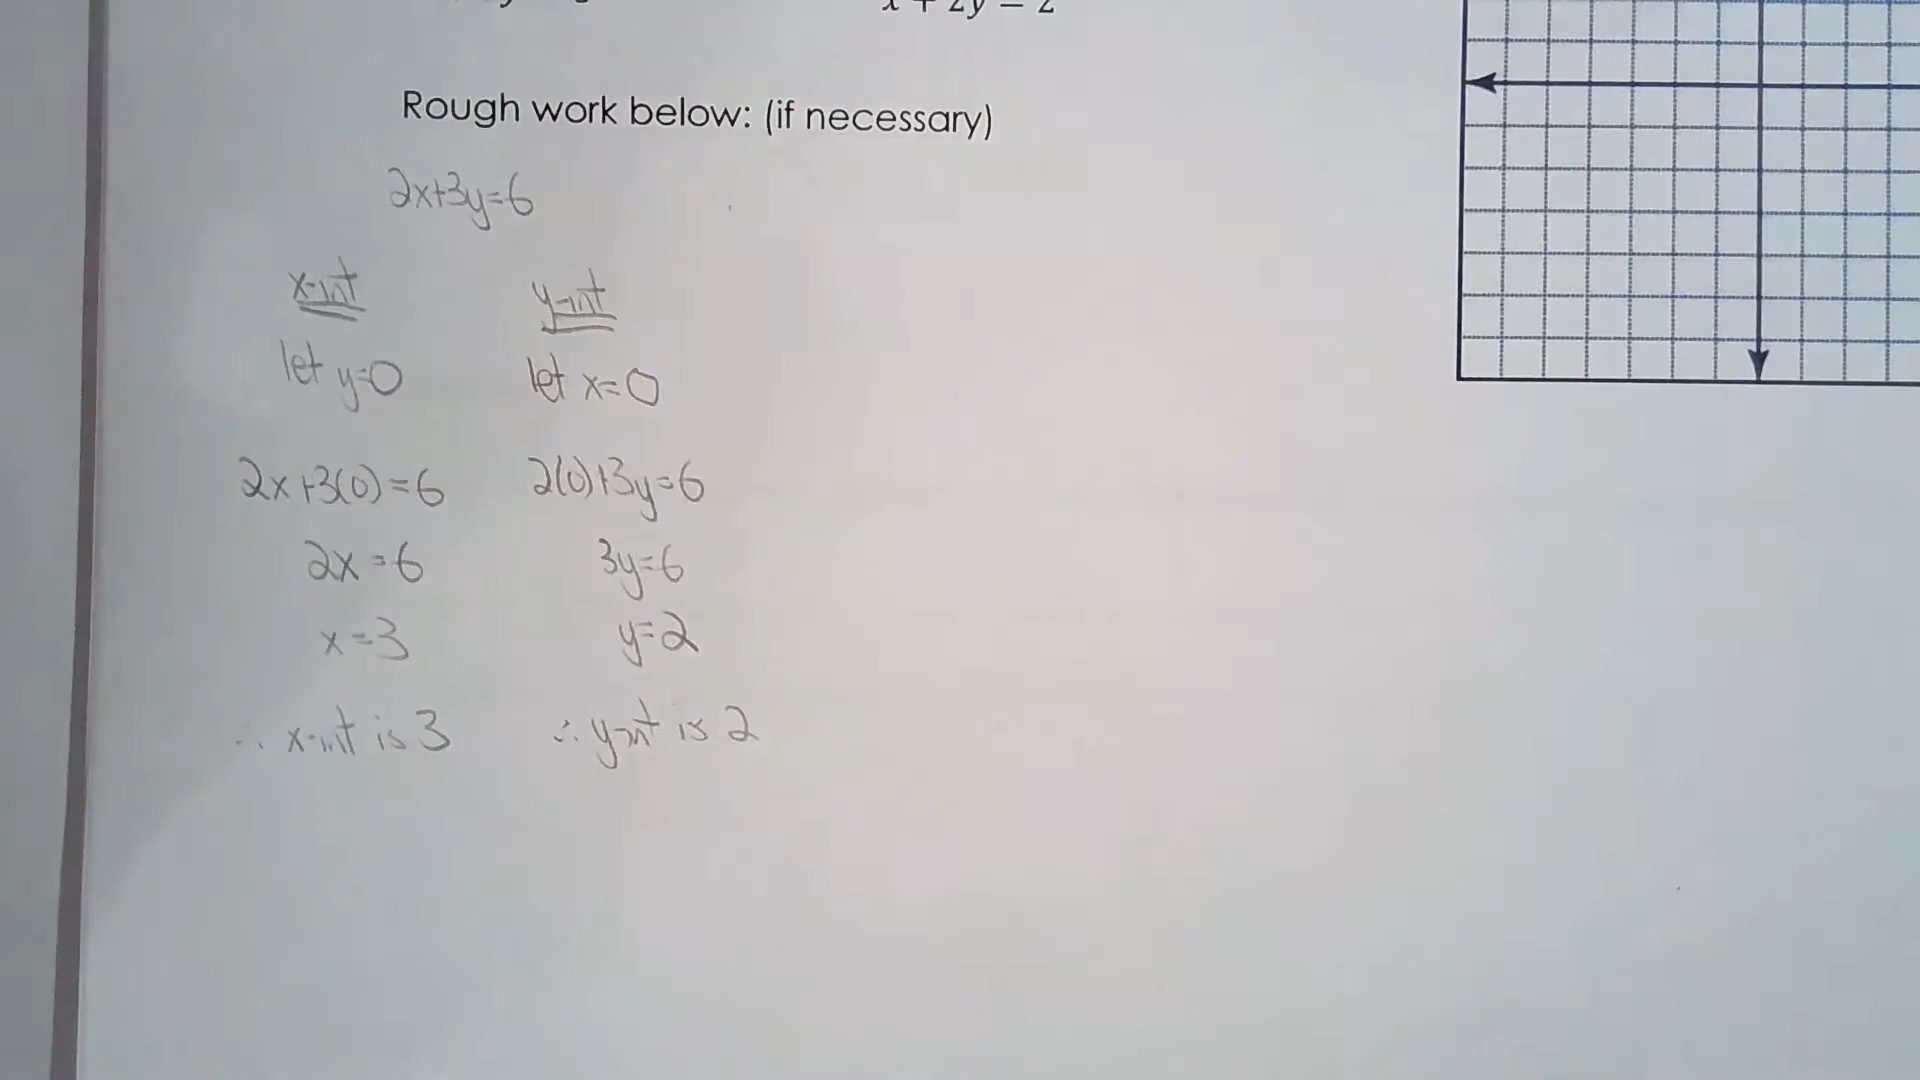 Rough work below: (if necessary)
2x+3y=6
x-int
let y=0
2x+3(0)=6
2x=6
x=3
∴ x-int is 3
y-int
let x=0
2(0)+3y=6
3y=6
y=2
∴ y-int is 2